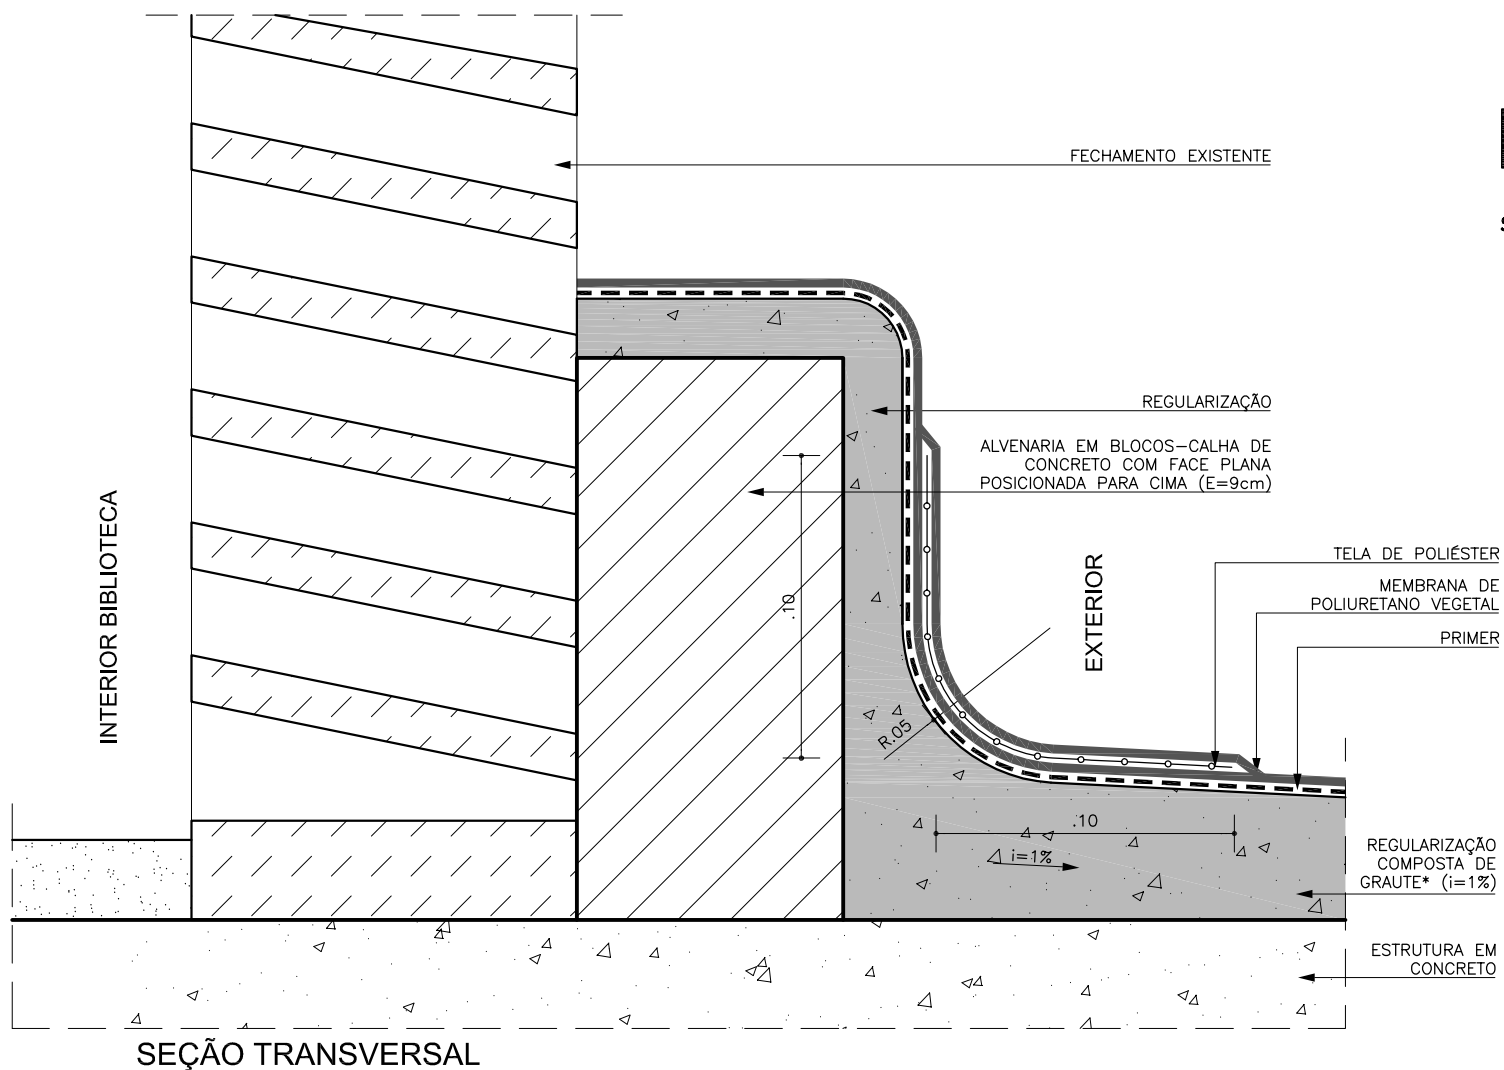 FECHAMENTO EXISTENTE
REGULARIZAÇÃO
ALVENARIA EM BLOCOS-CALHA DE
CONCRETO COM FACE PLANA
POSICIONADA PARA CIMA (E=9cm)
INTERIOR BIBLIOTECA
EXTERIOR
TELA DE POLIÉSTER
MEMBRANA DE
POLIURETANO VEGETAL
PRIMER
.10
R.05
.10
i=1%
REGULARIZAÇÃO
COMPOSTA DE
GRAUTE* (i=1%)
ESTRUTURA EM
CONCRETO
SEÇÃO TRANSVERSAL